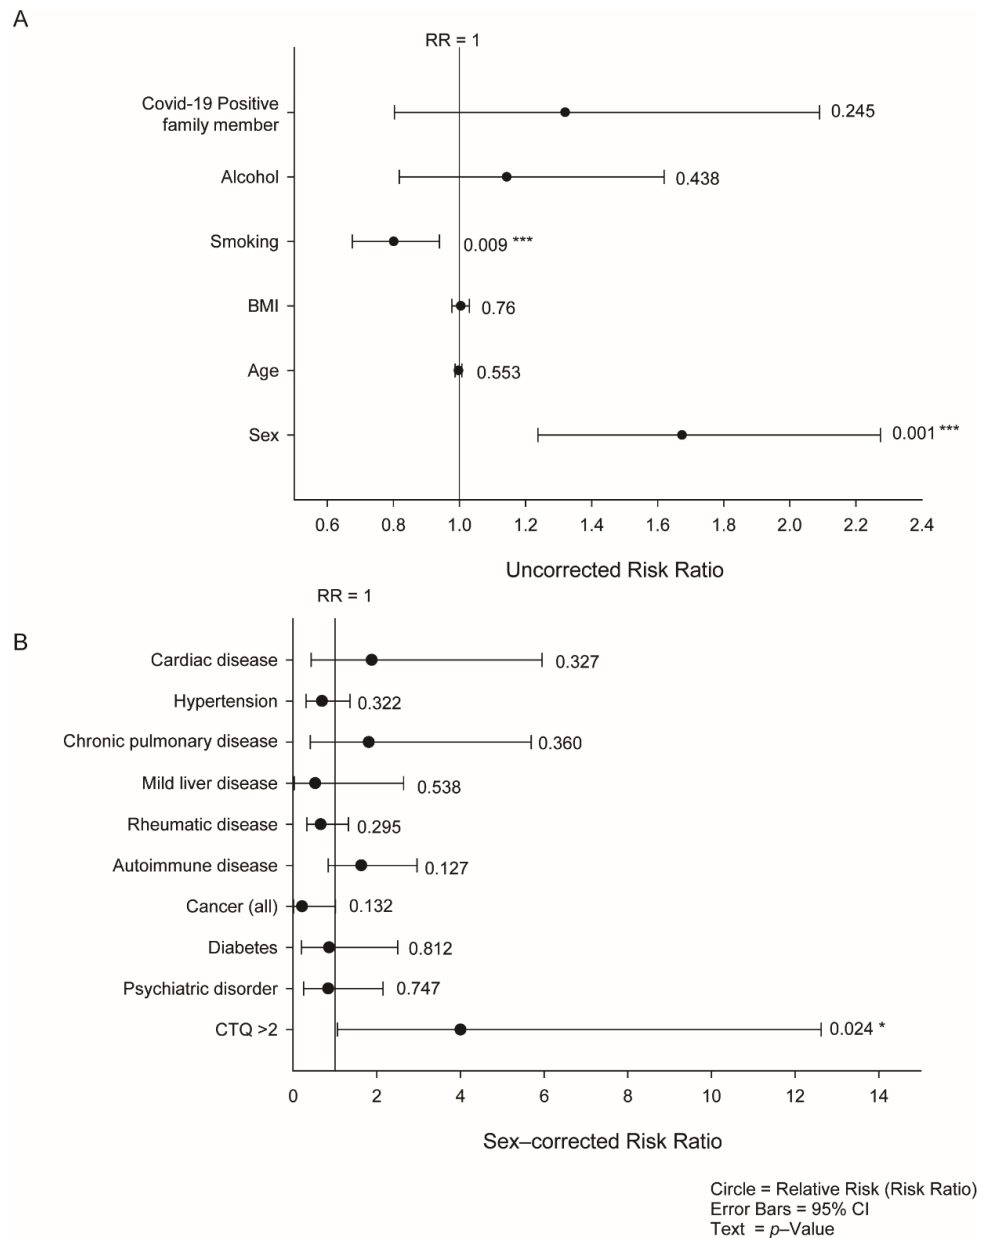 A
RR = 1
Covid-19 Positive
family member
0.245
Alcohol
0.438
Smoking
0.009 ***
BMI
0.76
Age
0.553
Sex
0.001 ***
0.6 0.8 1.0 1.2 1.4 1.6 1.8 2.0 2.2 2.4
Uncorrected Risk Ratio
RR = 1
B
Cardiac disease
0.327
Hypertension
0.322
Chronic pulmonary disease
0.360
Mild liver disease
0.538
Rheumatic disease
0.295
Autoimmune disease
0.127
Cancer (all)
0.132
Diabetes
0.812
Psychiatric disorder
0.747
CTQ >2
0.024 *
0 2 4 6 8 10 12 14
Sex–corrected Risk Ratio
Circle = Relative Risk (Risk Ratio)
Error Bars = 95% CI
Text = p–Value